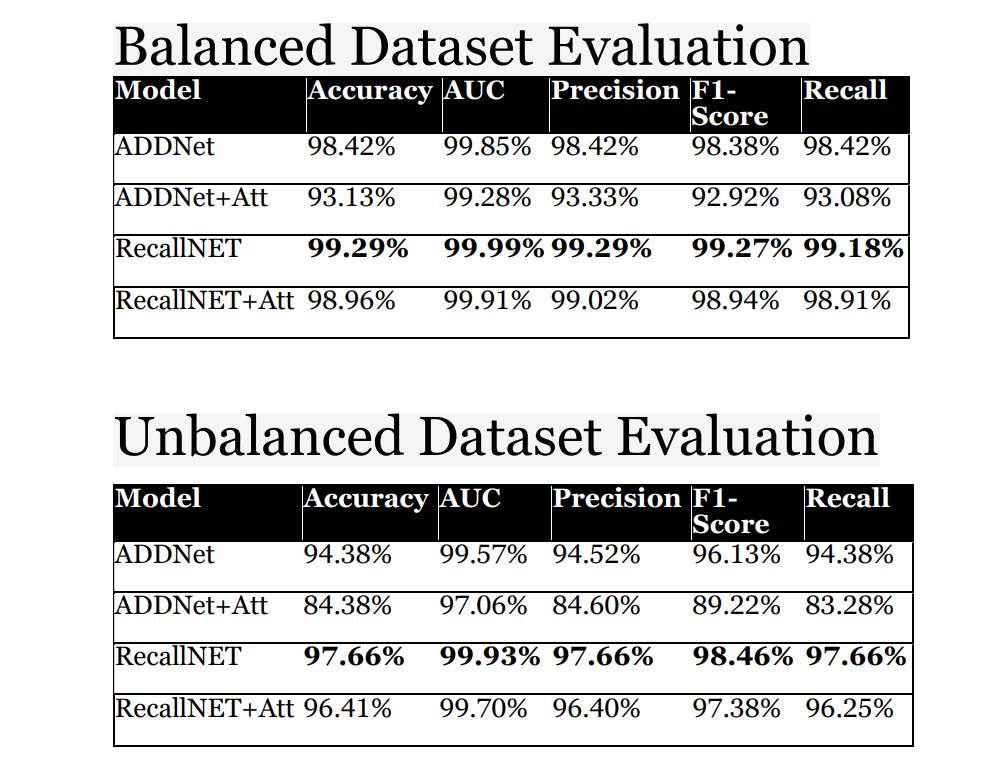 Balanced Dataset Evaluation
Model Accuracy AUC Precision F1-
Score Recall
ADDNet 98.42% 99.85% 98.42% 98.38% 98.42%
ADDNet+Att 93.13% 99.28% 93.33% 92.92% 93.08%
RecallNET 99.29% 99.99% 99.29% 99.27% 99.18%
RecallNET+Att 98.96% 99.91% 99.02% 98.94% 98.91%
Unbalanced Dataset Evaluation
Model Accuracy AUC Precision F1-
Score Recall
ADDNet 94.38% 99.57% 94.52% 96.13% 94.38%
ADDNet+Att 84.38% 97.06% 84.60% 89.22% 83.28%
RecallNET 97.66% 99.93% 97.66% 98.46% 97.66%
RecallNET+Att 96.41% 99.70% 96.40% 97.38% 96.25%